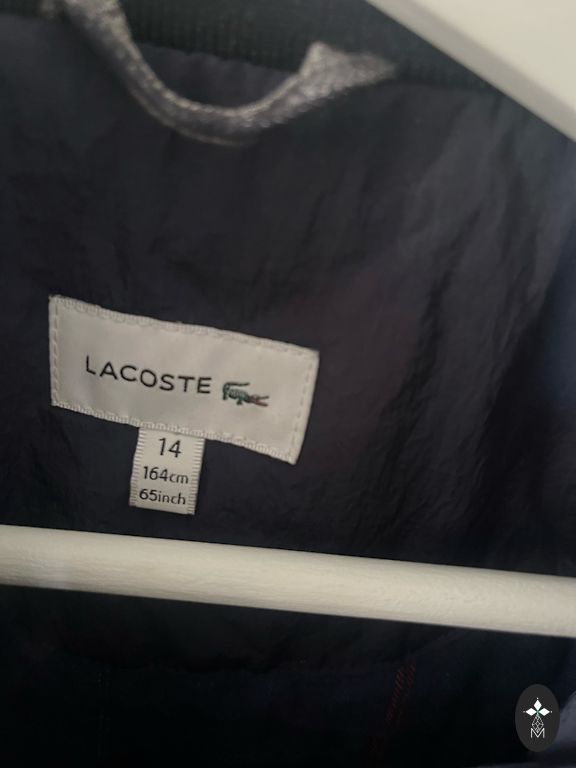 LACOSTE
14
164cm
65inch
M